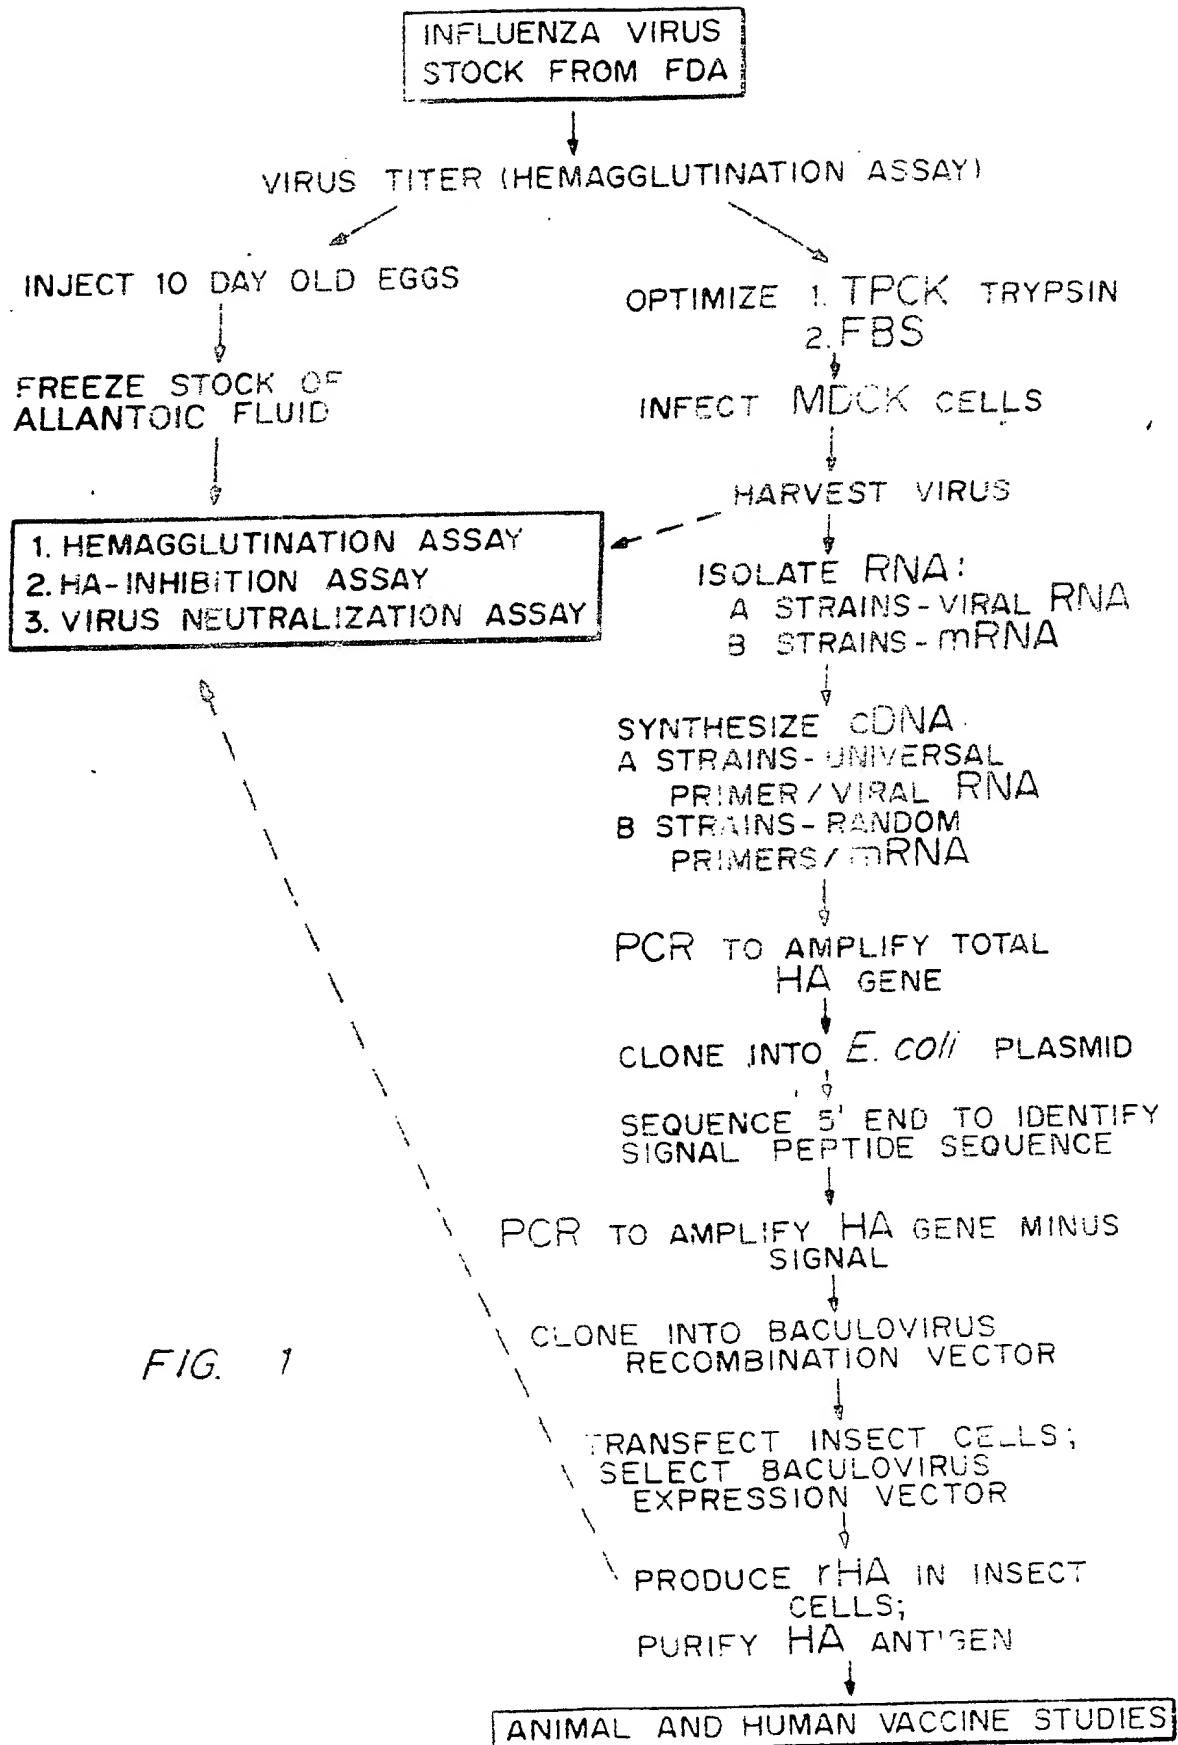 INFLUENZA VIRUS
STOCK FROM FDA
VIRUS TITER (HEMAGGLUTINATION ASSAY)
INJECT 10 DAY OLD EGGS
FREEZE STOCK OF
ALLANTOIC FLUID
1. HEMAGGLUTINATION ASSAY
2. HA-INHIBITION ASSAY
3. VIRUS NEUTRALIZATION ASSAY
OPTIMIZE 1. TPCK TRYPSIN
2. FBS
INFECT MDCK CELLS
HARVEST VIRUS
ISOLATE RNA:
A STRAINS-VIRAL RNA
B STRAINS-mRNA
SYNTHESIZE cDNA
A STRAINS-UNIVERSAL
PRIMER/VIRAL RNA
B STRAINS-RANDOM
PRIMERS/mRNA
PCR TO AMPLIFY TOTAL
HA GENE
CLONE INTO E. coli PLASMID
SEQUENCE 5' END TO IDENTIFY
SIGNAL PEPTIDE SEQUENCE
PCR TO AMPLIFY HA GENE MINUS
SIGNAL
CLONE INTO BACULOVIRUS
RECOMBINATION VECTOR
TRANSFECT INSECT CELLS;
SELECT BACULOVIRUS
EXPRESSION VECTOR
PRODUCE rHA IN INSECT
CELLS;
PURIFY HA ANTIGEN
ANIMAL AND HUMAN VACCINE STUDIES
FIG. 1